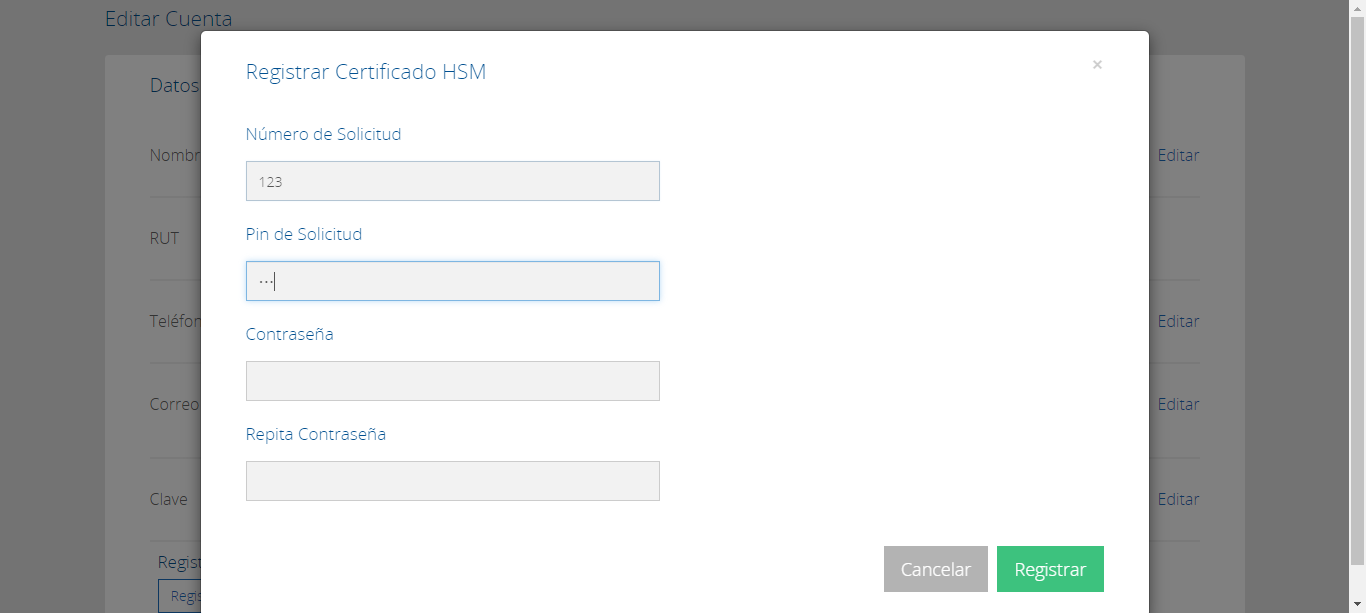 Editar Cuenta
Registrar Certificado HSM
×
Datos
Número de Solicitud
Nombr
Editar
123
Pin de Solicitud
RUT
···
Teléfon
Editar
Contraseña
Correo
Editar
Repita Contraseña
Clave
Editar
Regist
Cancelar
Registrar
Regis